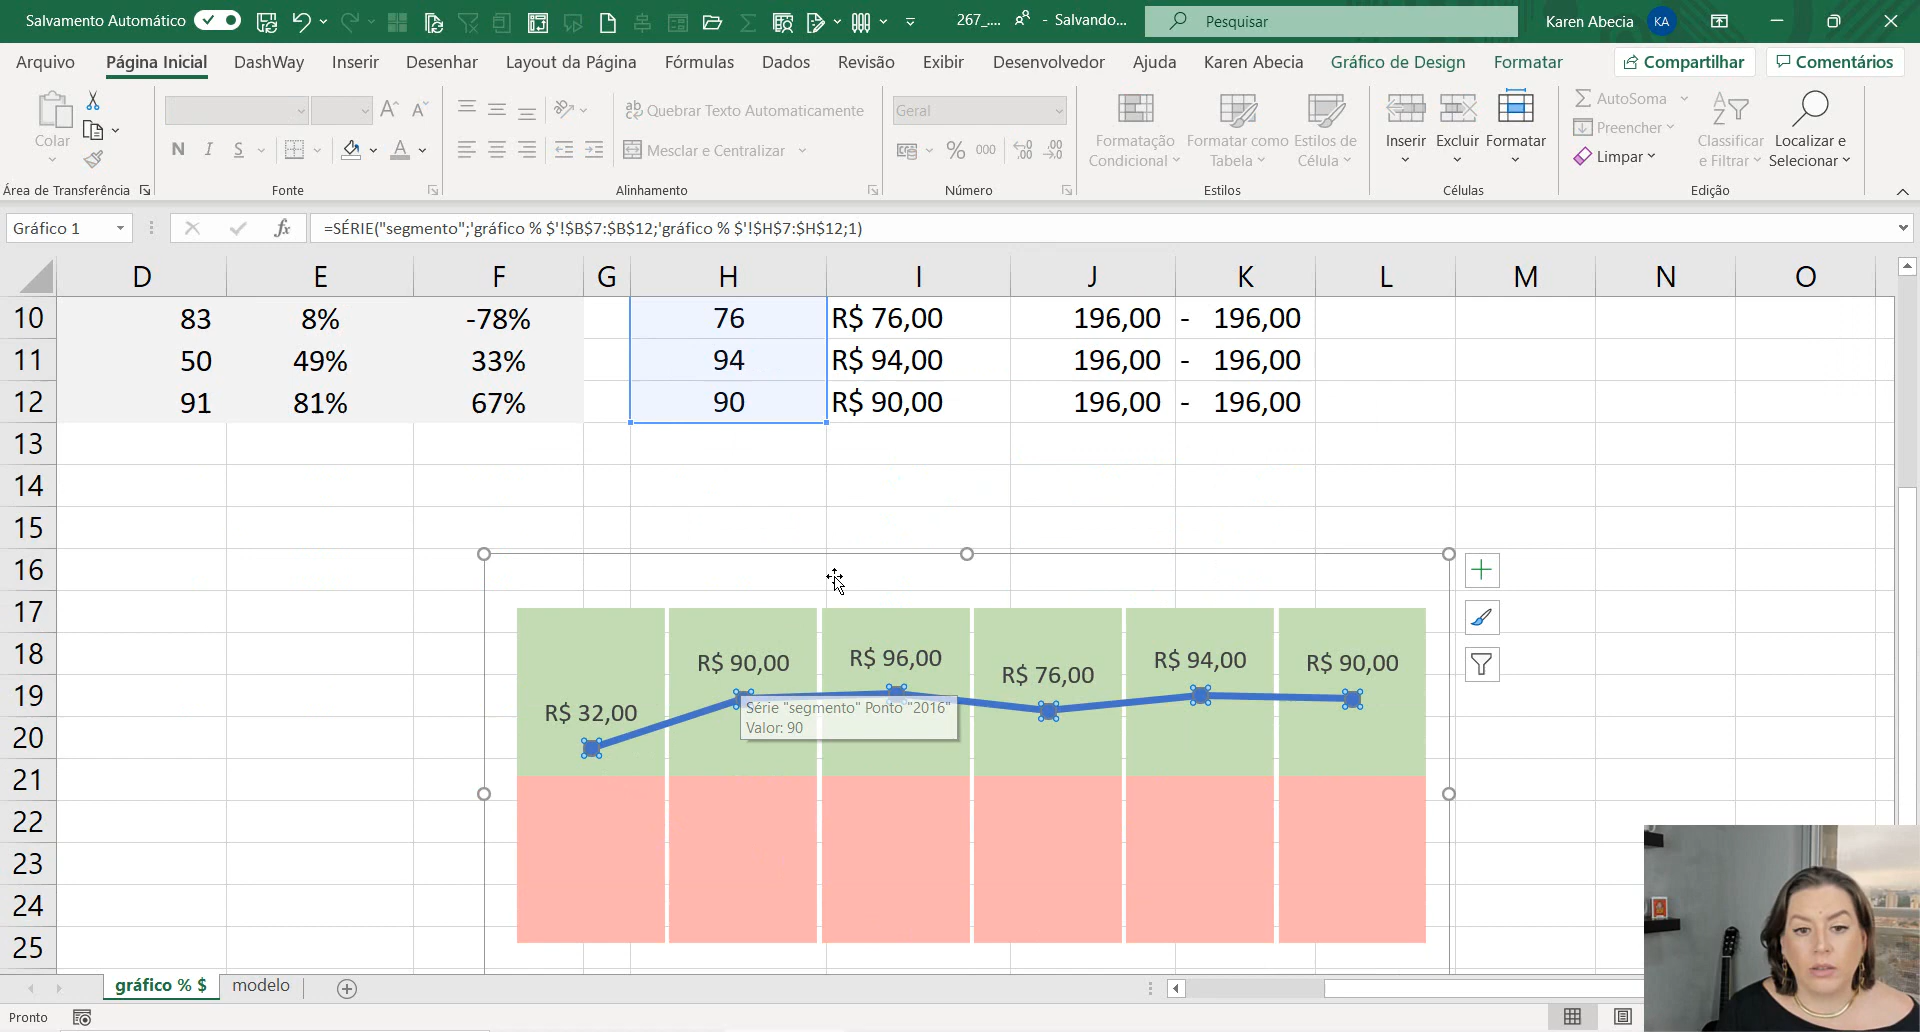 Salvamento Automático
267_.... - Salvando...
Pesquisar
Karen Abecia KA
Arquivo Página Inicial DashWay Inserir Desenhar Layout da Página Fórmulas Dados Revisão Exibir Desenvolvedor Ajuda Karen Abecia Gráfico de Design Formatar Compartilhar Comentários
Colar
Área de Transferência
N I S
Fonte
Quebrar Texto Automaticamente
Mesclar e Centralizar
Alinhamento
Geral
% 000
Número
Formatação Condicional
Formatar como Tabela
Estilos de Célula
Estilos
Inserir Excluir Formatar
Células
AutoSoma
Preencher
Limpar
Classificar e Filtrar
Localizar e Selecionar
Edição
Gráfico 1
fx
=SÉRIE("segmento";'gráfico % $'!$B$7:$B$12;'gráfico % $'!$H$7:$H$12;1)
D E F G H I J K L M N O
10 83 8% -78% 76 R$ 76,00 196,00 - 196,00
11 50 49% 33% 94 R$ 94,00 196,00 - 196,00
12 91 81% 67% 90 R$ 90,00 196,00 - 196,00
13
14
15
16
17
18
19
20
21
22
23
24
25
R$ 32,00 R$ 90,00 R$ 96,00 R$ 76,00 R$ 94,00 R$ 90,00
Série "segmento" Ponto "2016"
Valor: 90
gráfico % $ modelo
Pronto